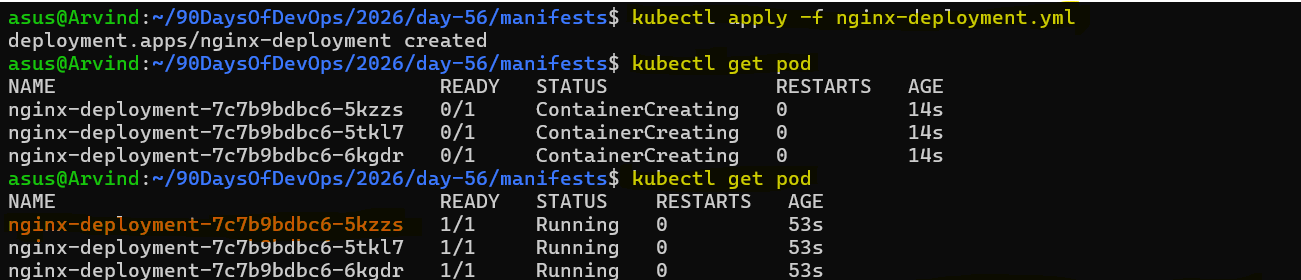 asus@Arvind:~/90DaysOfDevOps/2026/day-56/manifests$ kubectl apply -f nginx-deployment.yml
deployment.apps/nginx-deployment created
asus@Arvind:~/90DaysOfDevOps/2026/day-56/manifests$ kubectl get pod
NAME                                READY   STATUS              RESTARTS   AGE
nginx-deployment-7c7b9bdbc6-5kzzs   0/1     ContainerCreating   0          14s
nginx-deployment-7c7b9bdbc6-5tkl7   0/1     ContainerCreating   0          14s
nginx-deployment-7c7b9bdbc6-6kgdr   0/1     ContainerCreating   0          14s
asus@Arvind:~/90DaysOfDevOps/2026/day-56/manifests$ kubectl get pod
NAME                                READY   STATUS    RESTARTS   AGE
nginx-deployment-7c7b9bdbc6-5kzzs   1/1     Running   0          53s
nginx-deployment-7c7b9bdbc6-5tkl7   1/1     Running   0          53s
nginx-deployment-7c7b9bdbc6-6kgdr   1/1     Running   0          53s